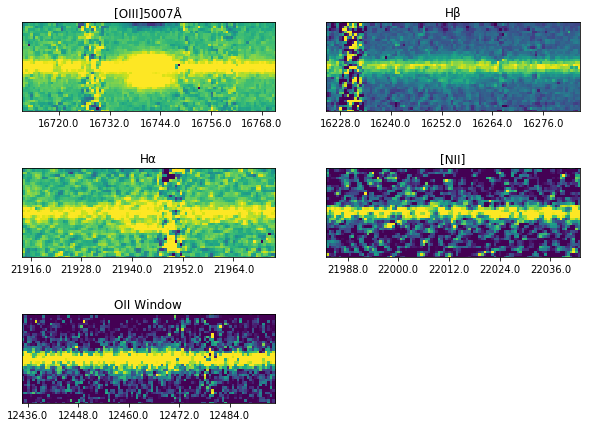 [OIII]5007Å
16720.0 16732.0 16744.0 16756.0 16768.0
Hβ
16228.0 16240.0 16252.0 16264.0 16276.0
Hα
21916.0 21928.0 21940.0 21952.0 21964.0
[NII]
21988.0 22000.0 22012.0 22024.0 22036.0
OII Window
12436.0 12448.0 12460.0 12472.0 12484.0